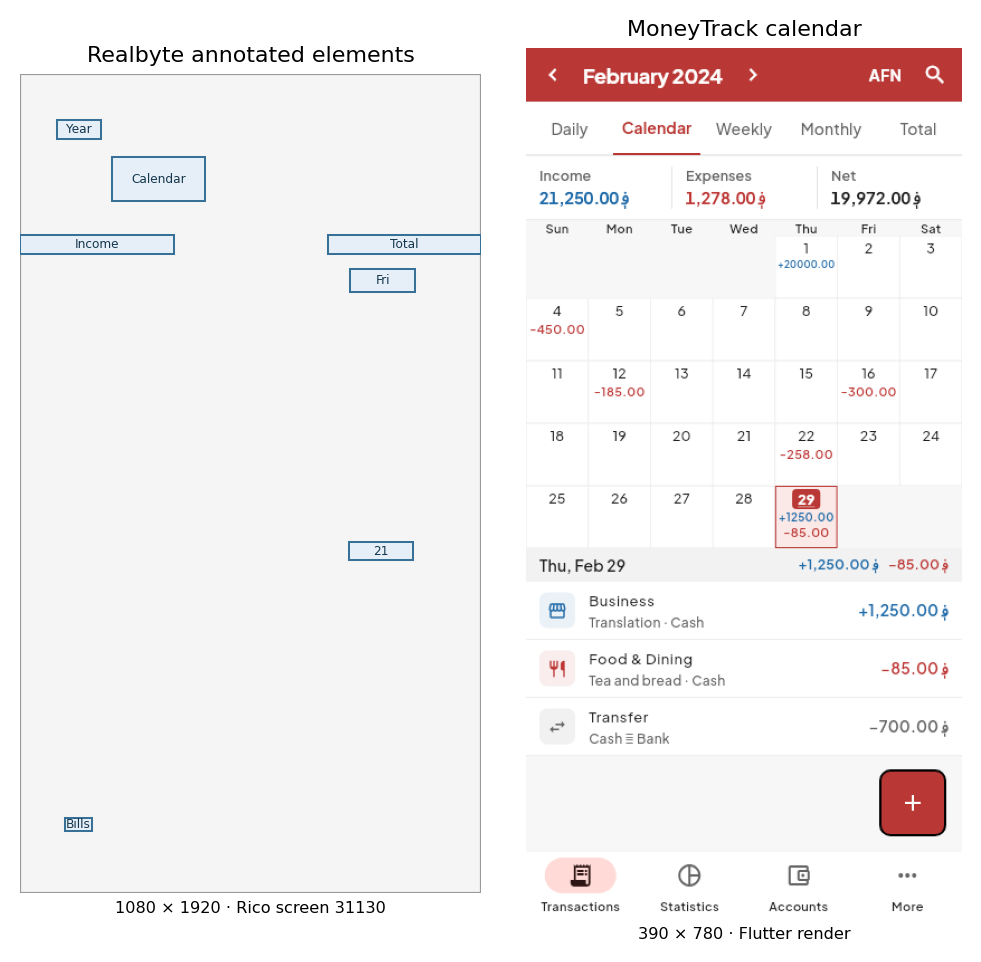 Realbyte annotated elements
Year
Calendar
Income
Total
Fri
21
Bills
1080 × 1920 · Rico screen 31130
MoneyTrack calendar
February 2024
AFN
Daily
Calendar
Weekly
Monthly
Total
Income
Expenses
Net
21,250.00؋
1,278.00؋
19,972.00؋
Sun Mon Tue Wed Thu Fri Sat
1 2 3
+20000.00
4 5 6 7 8 9 10
−450.00
11 12 13 14 15 16 17
−185.00 −300.00
18 19 20 21 22 23 24
−258.00
25 26 27 28 29
+1250.00
−85.00
Thu, Feb 29 +1,250.00؋ −85.00؋
Business
Translation · Cash
+1,250.00؋
Food & Dining
Tea and bread · Cash
−85.00؋
Transfer
Cash Bank
−700.00؋
Transactions
Statistics
Accounts
More
390 × 780 · Flutter render